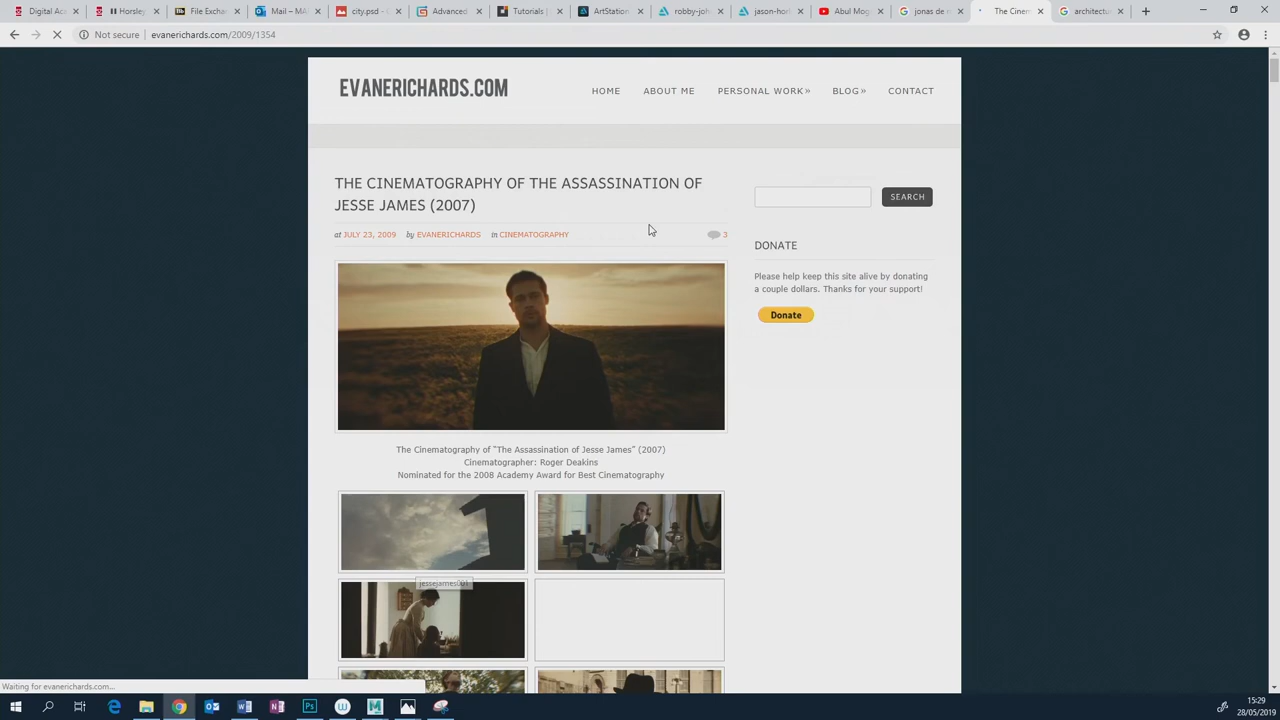 Digital Ac
Horsley
File Exchan
Mail – MA
city.psd - G
Advanced
Tutorials |
ArtStation
robby-joh
jason-hor
Abul Mog
jonas de r
The Cinem
architectur
Not secure | evanerichards.com/2009/1354
EVANERICHARDS.COM
HOME ABOUT ME PERSONAL WORK» BLOG» CONTACT
THE CINEMATOGRAPHY OF THE ASSASSINATION OF
JESSE JAMES (2007)
at JULY 23, 2009 by EVANERICHARDS in CINEMATOGRAPHY 3
SEARCH
DONATE
Please help keep this site alive by donating
a couple dollars. Thanks for your support!
Donate
The Cinematography of "The Assassination of Jesse James" (2007)
Cinematographer: Roger Deakins
Nominated for the 2008 Academy Award for Best Cinematography
jessejames001
Waiting for evanerichards.com...
15:29
28/05/2019